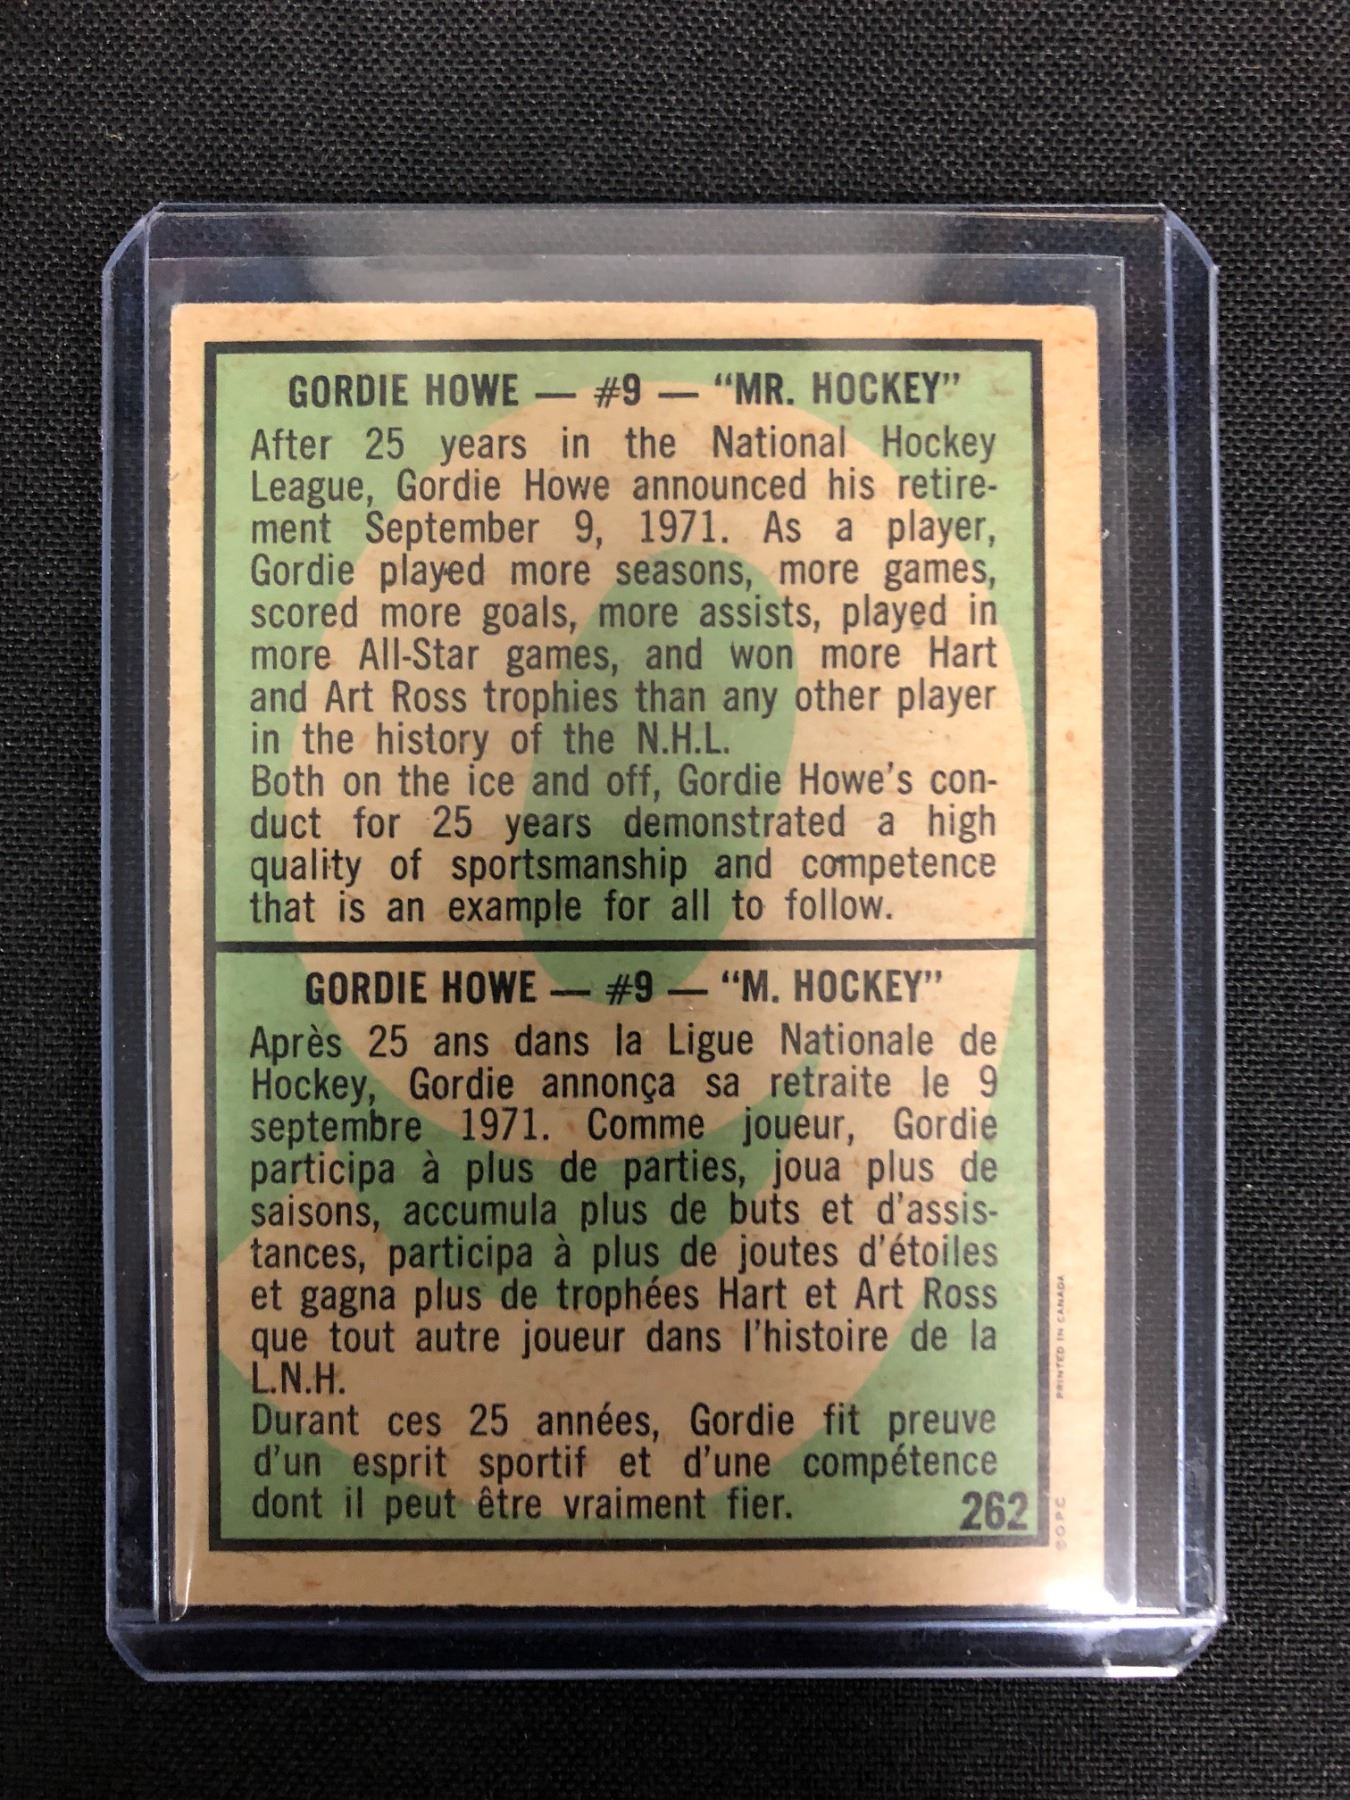 GORDIE HOWE — #9 — “MR. HOCKEY”
After 25 years in the National Hockey
League, Gordie Howe announced his retire-
ment September 9, 1971. As a player,
Gordie played more seasons, more games,
scored more goals, more assists, played in
more All-Star games, and won more Hart
and Art Ross trophies than any other player
in the history of the N.H.L.
Both on the ice and off, Gordie Howe's con-
duct for 25 years demonstrated a high
quality of sportsmanship and competence
that is an example for all to follow.
GORDIE HOWE — #9 — “M. HOCKEY”
Après 25 ans dans la Ligue Nationale de
Hockey, Gordie annonça sa retraite le 9
septembre 1971. Comme joueur, Gordie
participa à plus de parties, joua plus de
saisons, accumula plus de buts et d'assis-
tances, participa à plus de joutes d'étoiles
et gagna plus de trophées Hart et Art Ross
que tout autre joueur dans l'histoire de la
L.N.H.
Durant ces 25 années, Gordie fit preuve
d'un esprit sportif et d'une compétence
dont il peut être vraiment fier.
262
© O.P.C. PRINTED IN CANADA